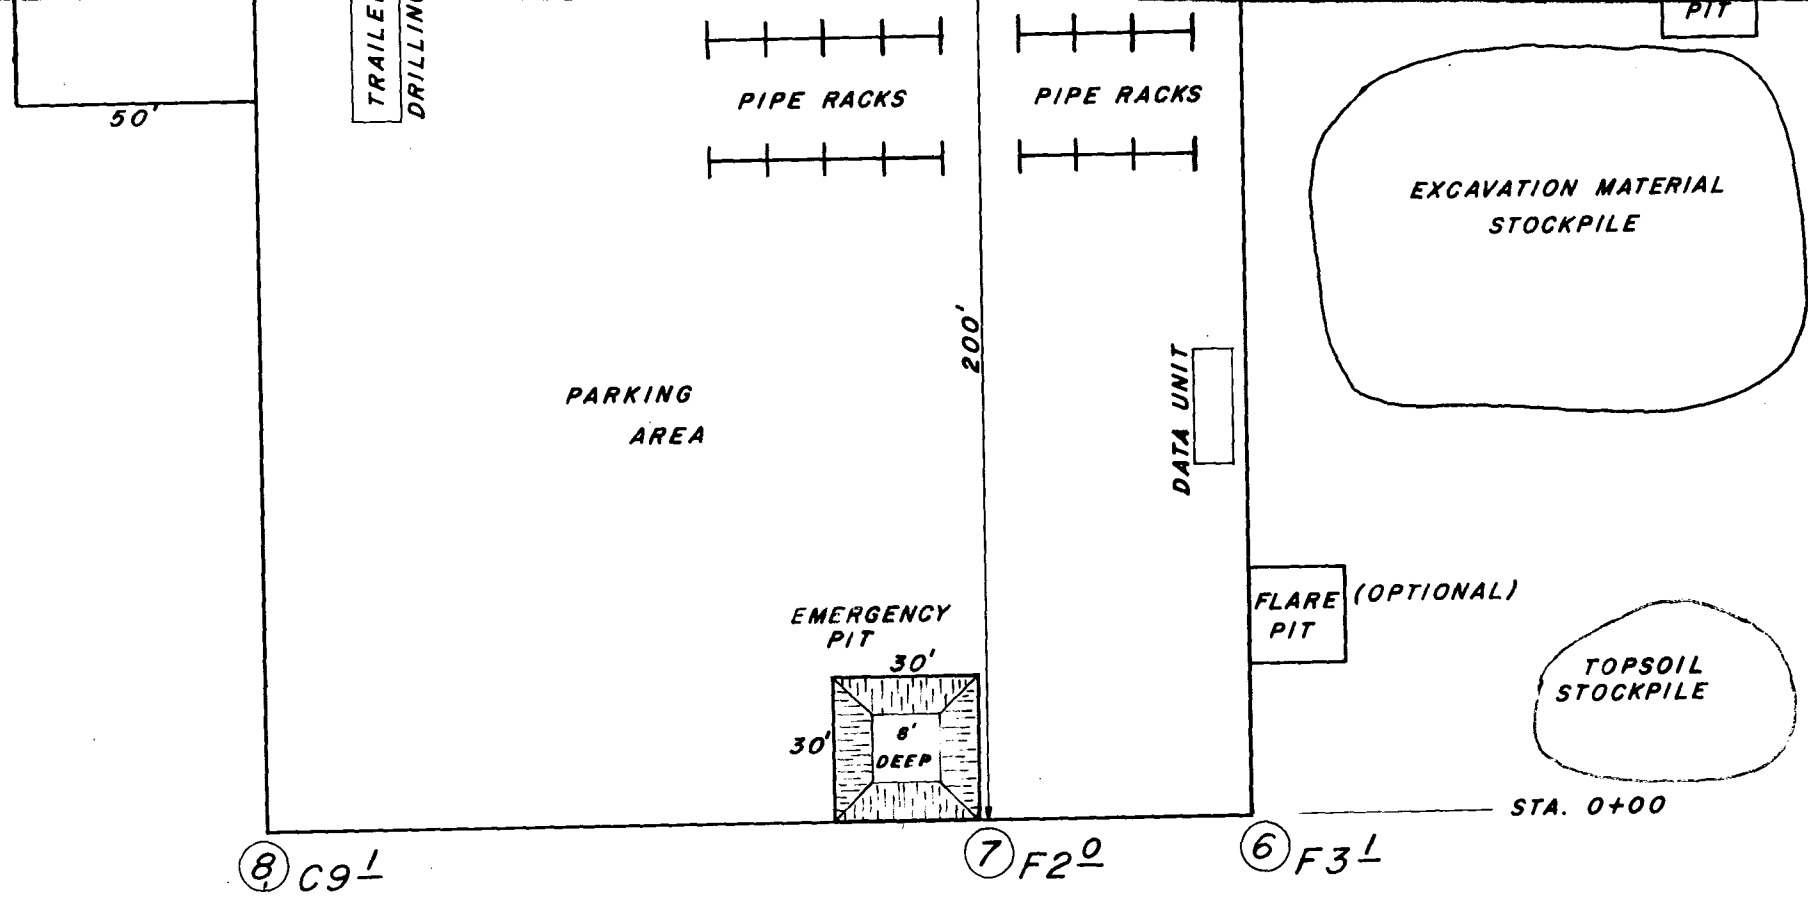 PIT
TRAILE
DRILLING
50'
PIPE RACKS
PIPE RACKS
EXCAVATION MATERIAL
STOCKPILE
200'
DATA UNIT
PARKING
AREA
FLARE (OPTIONAL)
PIT
EMERGENCY
PIT
30'
30'
8'
DEEP
TOPSOIL
STOCKPILE
STA. 0+00
8 C9 1
7 F2 0
6 F3 1